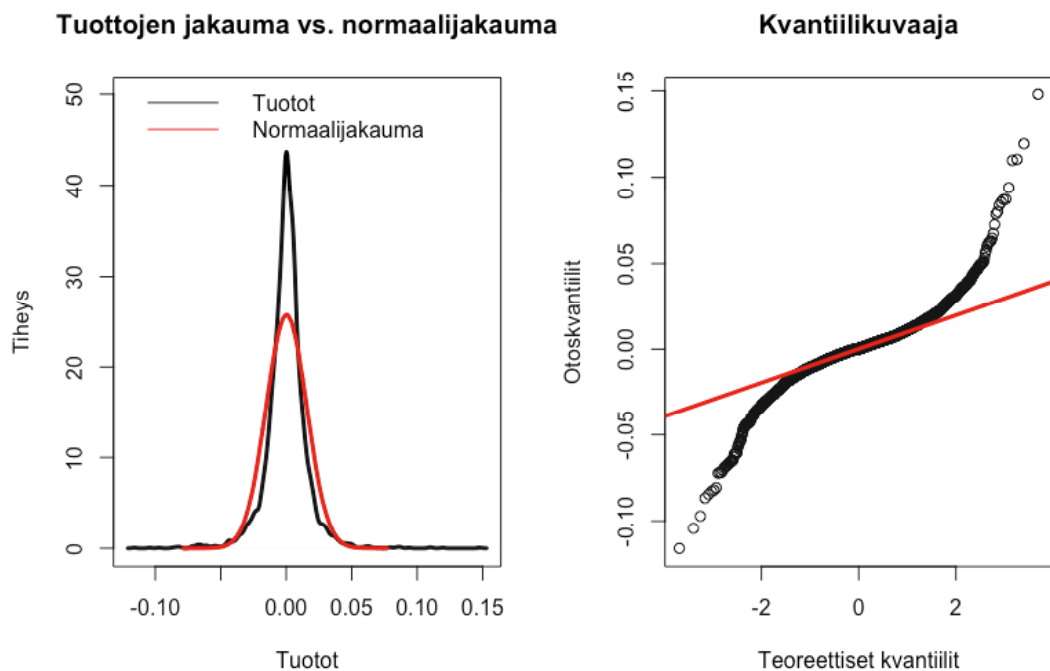 Tuottojen jakauma vs. normaalijakauma
Tuotot
Normaalijakauma
50
40
30
20
10
0
Tiheys
-0.10
0.00
0.05
0.10
0.15
Tuotot
Kvantiilikuvaaja
0.15
0.10
0.05
0.00
-0.05
-0.10
Otoskvantiilit
-2
0
2
Teoreettiset kvantiilit